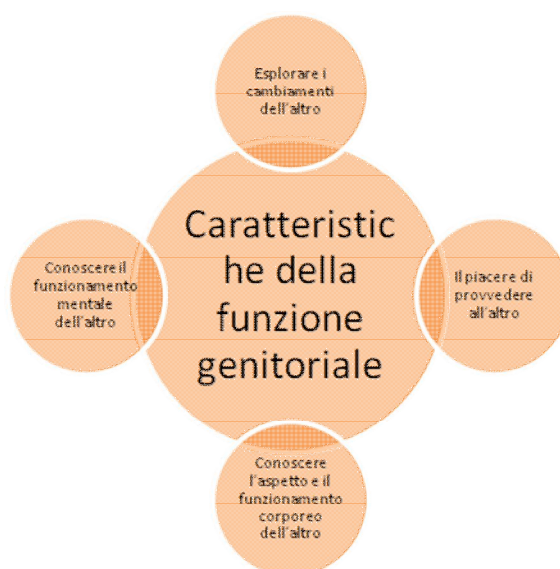 Esplorare i
cambiamenti
dell'altro
Caratteristic
he della
funzione
genitoriale
Conoscere il
funzionamento
mentale
dell'altro
Il piacere di
provvedere
all'altro
Conoscere
l'aspetto e il
funzionamento
corporeo
dell'altro